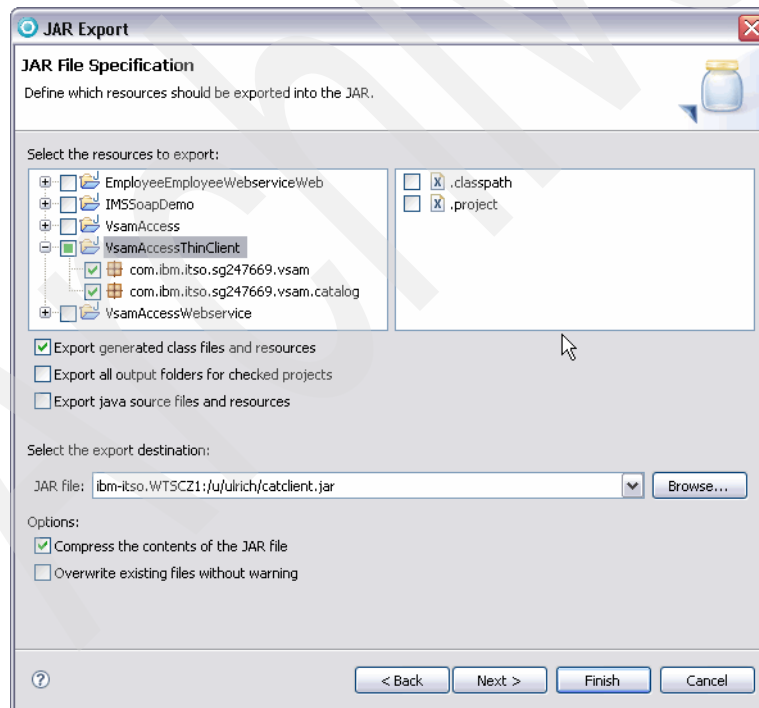 JAR Export
JAR File Specification
Define which resources should be exported into the JAR.
Select the resources to export:
EmployeeEmployeeWebserviceWeb
IMSSoapDemo
VsamAccess
VsamAccessThinClient
com.ibm.itso.sg247669.vsam
com.ibm.itso.sg247669.vsam.catalog
VsamAccessWebservice
.classpath
.project
Export generated class files and resources
Export all output folders for checked projects
Export java source files and resources
Select the export destination:
JAR file: ibm-itso.WTSCZ1:/u/ulrich/catclient.jar Browse...
Options:
Compress the contents of the JAR file
Overwrite existing files without warning
? < Back Next > Finish Cancel